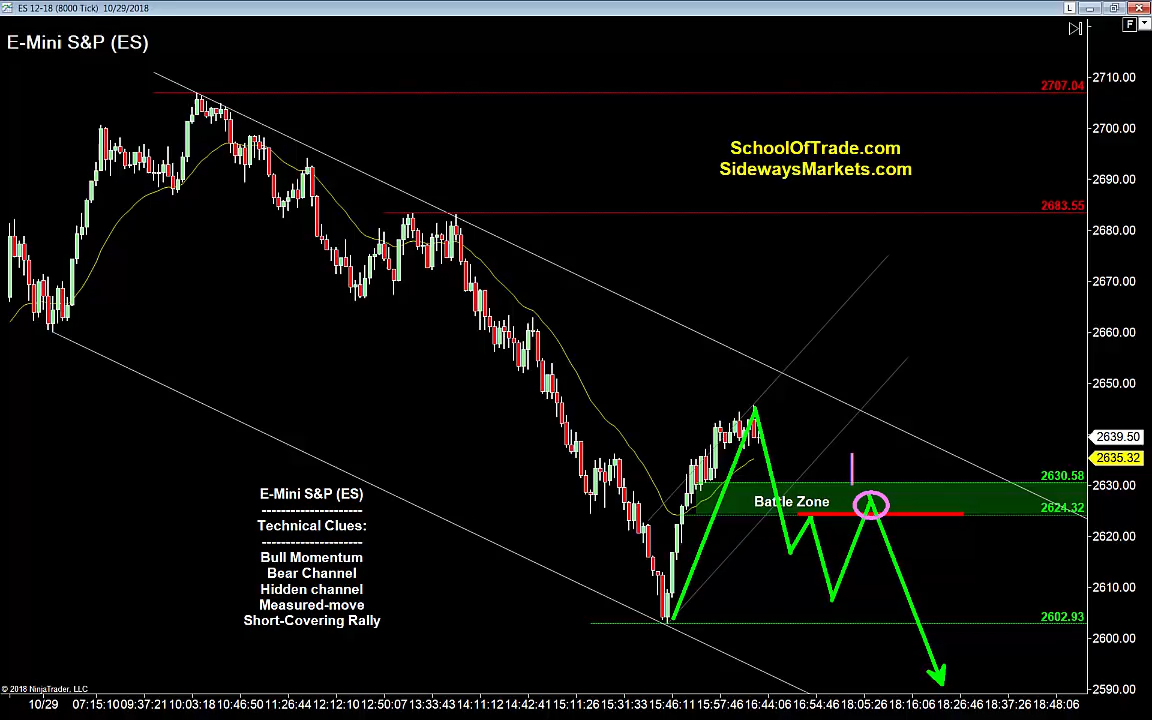 ES 12-18 (8000 Tick) 10/29/2018
L
F
E-Mini S&P (ES)
2710.00
2707.04
2700.00
SchoolOfTrade.com
SidewaysMarkets.com
2690.00
2683.55
2680.00
2670.00
2660.00
2650.00
2639.50
2635.32
2630.58
2630.00
Battle Zone
2624.32
2620.00
2610.00
2602.93
2600.00
2590.00
E-Mini S&P (ES)
---------------------
Technical Clues:
---------------------
Bull Momentum
Bear Channel
Hidden channel
Measured-move
Short-Covering Rally
© 2018 NinjaTrader, LLC
10/29 07:15:10 09:37:21 10:03:18 10:46:50 11:26:44 12:12:10 12:50:07 13:33:43 14:11:12 14:42:41 15:11:26 15:31:33 15:46:11 15:57:46 16:44:06 16:54:46 18:05:26 18:16:06 18:26:46 18:37:26 18:48:06